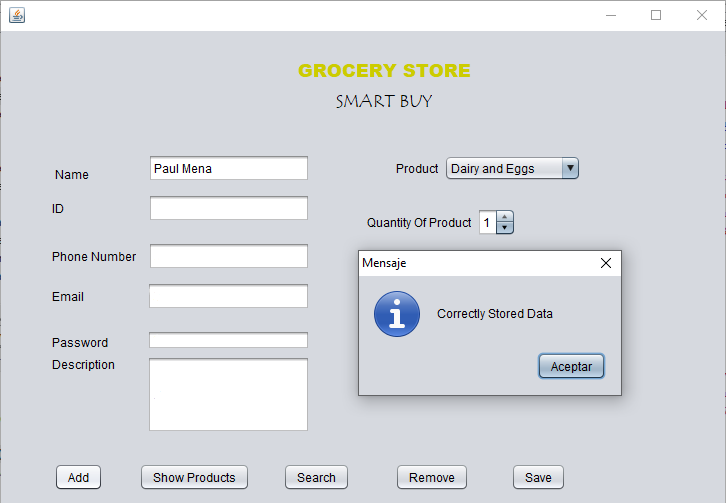 GROCERY STORE
SMART BUY
Name Paul Mena
Product Dairy and Eggs
ID
Quantity Of Product 1
Phone Number
Email
Password
Description
Mensaje
Correctly Stored Data
Aceptar
Add Show Products Search Remove Save